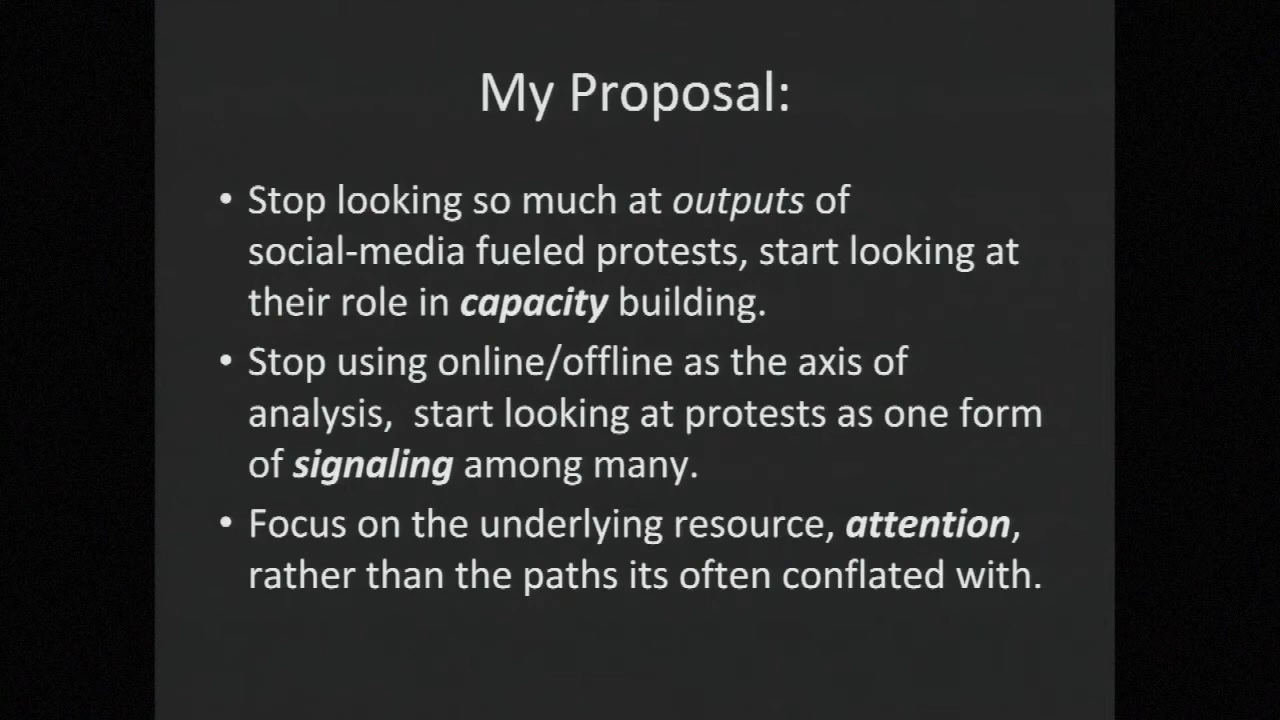 My Proposal:
• Stop looking so much at outputs of
social-media fueled protests, start looking at
their role in capacity building.
• Stop using online/offline as the axis of
analysis,  start looking at protests as one form
of signaling among many.
• Focus on the underlying resource, attention,
rather than the paths its often conflated with.